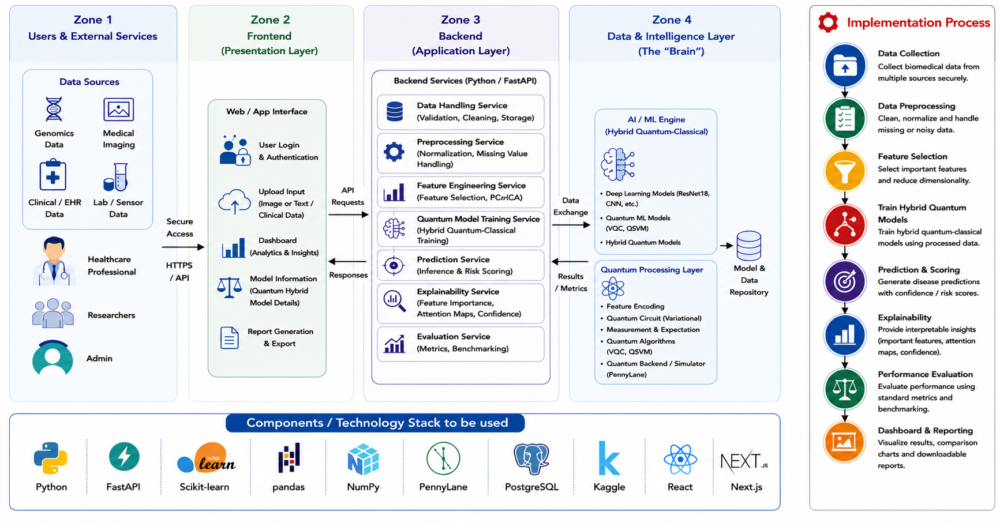 Zone 1
Users & External Services
Data Sources
Genomics
Data
Medical
Imaging
Clinical / EHR
Data
Lab / Sensor
Data
Healthcare
Professional
Researchers
Admin
Secure
Access
HTTPS
/ API
Zone 2
Frontend
(Presentation Layer)
Web / App Interface
User Login
& Authentication
Upload Input
(Image or Text /
Clinical Data)
Dashboard
(Analytics & Insights)
Model Information
(Quantum Hybrid
Model Details)
Report Generation
& Export
API
Requests
Responses
Zone 3
Backend
(Application Layer)
Backend Services (Python / FastAPI)
Data Handling Service
(Validation, Cleaning, Storage)
Preprocessing Service
(Normalization, Missing Value
Handling)
Feature Engineering Service
(Feature Selection,
Quantum Model Training Service
(Hybrid Quantum-Classical
Training)
Prediction Service
(Inference & Risk Scoring)
Explainability Service
(Feature Importance,
Attention Maps, Confidence)
Evaluation Service
(Metrics, Benchmarking)
Data
Exchange
Results
/ Metrics
Zone 4
Data & Intelligence Layer
(The “Brain”)
AI / ML Engine
(Hybrid Quantum-Classical)
• Deep Learning Models (ResNet18,
CNN, etc.)
• Quantum ML Models
(VQC, QSVM)
• Hybrid Quantum Models
Quantum Processing Layer
• Feature Encoding
• Quantum Circuit (Variational)
• Measurement & Expectation
• Quantum Algorithms
(VQC, QSVM)
• Quantum Backend / Simulator
(PennyLane)
Model &
Data
Repository
Implementation Process
Data Collection
Collect biomedical data from
multiple sources securely.
Data Preprocessing
Clean, normalize and handle
missing or noisy data.
Feature Selection
Select important features
and reduce dimensionality.
Train Hybrid Quantum
Models
Train hybrid quantum-classical
models using processed data.
Prediction & Scoring
Generate disease predictions
with confidence / risk scores.
Explainability
Provide interpretable insights
(important features, attention
maps, confidence).
Performance Evaluation
Evaluate performance using
standard metrics and
benchmarking.
Dashboard & Reporting
Visualize results, comparison
charts and downloadable
reports.
Components / Technology Stack to be used
learn
N
k
NEXT.JS
Python
FastAPI
Scikit-learn
pandas
NumPy
PennyLane
PostgreSQL
Kaggle
React
Next.js